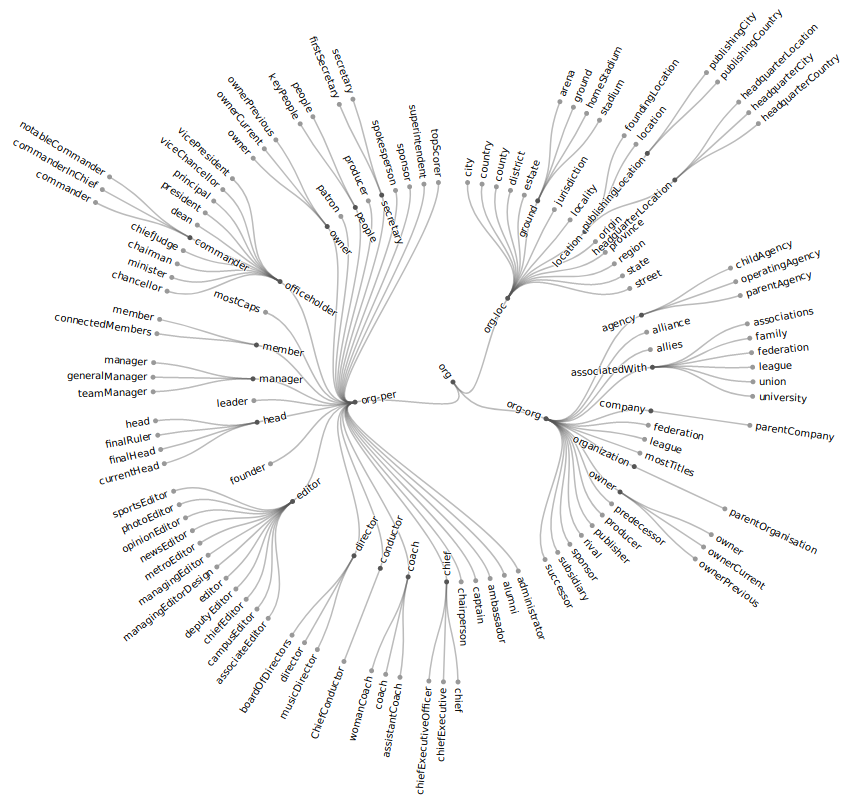 org
org-loc
city
country
county
district
estate
ground
arena
ground
homeStadium
stadium
jurisdiction
locality
location
foundingLocation
location
publishingLocation
publishingCity
publishingCountry
headquarterLocation
headquarterLocation
headquarterCity
headquarterCountry
origin
province
region
state
street
org-org
agency
childAgency
operatingAgency
parentAgency
alliance
allies
associatedWith
associations
family
federation
league
union
university
company
parentCompany
federation
league
mostTitles
organization
parentOrganisation
owner
owner
ownerCurrent
ownerPrevious
predecessor
producer
publisher
rival
sponsor
subsidiary
successor
org-per
administrator
alumni
ambassador
captain
chairperson
chief
chief
chiefExecutive
chiefExecutiveOfficer
coach
assistantCoach
coach
womanCoach
conductor
ChiefConductor
director
musicDirector
director
boardOfDirectors
editor
associateEditor
campusEditor
chiefEditor
deputyEditor
editor
managingEditorDesign
managingEditor
metroEditor
newsEditor
opinionEditor
photoEditor
sportsEditor
founder
head
currentHead
finalHead
finalRuler
head
leader
manager
teamManager
generalManager
manager
member
connectedMembers
member
mostCaps
officeholder
chancellor
minister
chairman
chiefJudge
commander
commander
commanderInChief
notableCommander
dean
president
principal
viceChancellor
vicePresident
owner
owner
ownerCurrent
ownerPrevious
patron
people
keyPeople
people
producer
secretary
firstSecretary
secretary
spokesperson
sponsor
superintendent
topScorer